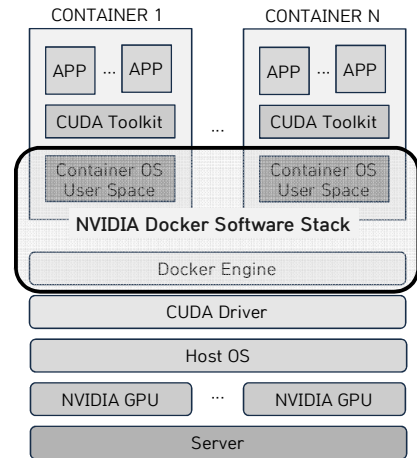 CONTAINER 1 CONTAINER N
APP ... APP APP ... APP
CUDA Toolkit ... CUDA Toolkit
Container OS Container OS
User Space User Space
NVIDIA Docker Software Stack
Docker Engine
CUDA Driver
Host OS
NVIDIA GPU ... NVIDIA GPU
Server